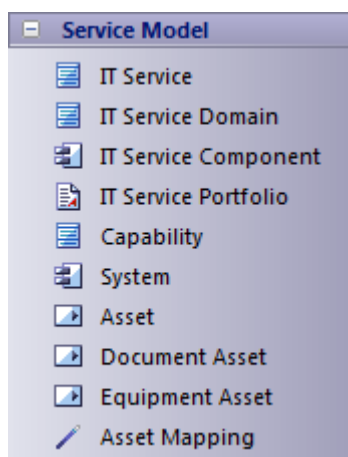 Service Model
IT Service
IT Service Domain
IT Service Component
IT Service Portfolio
Capability
System
Asset
Document Asset
Equipment Asset
Asset Mapping